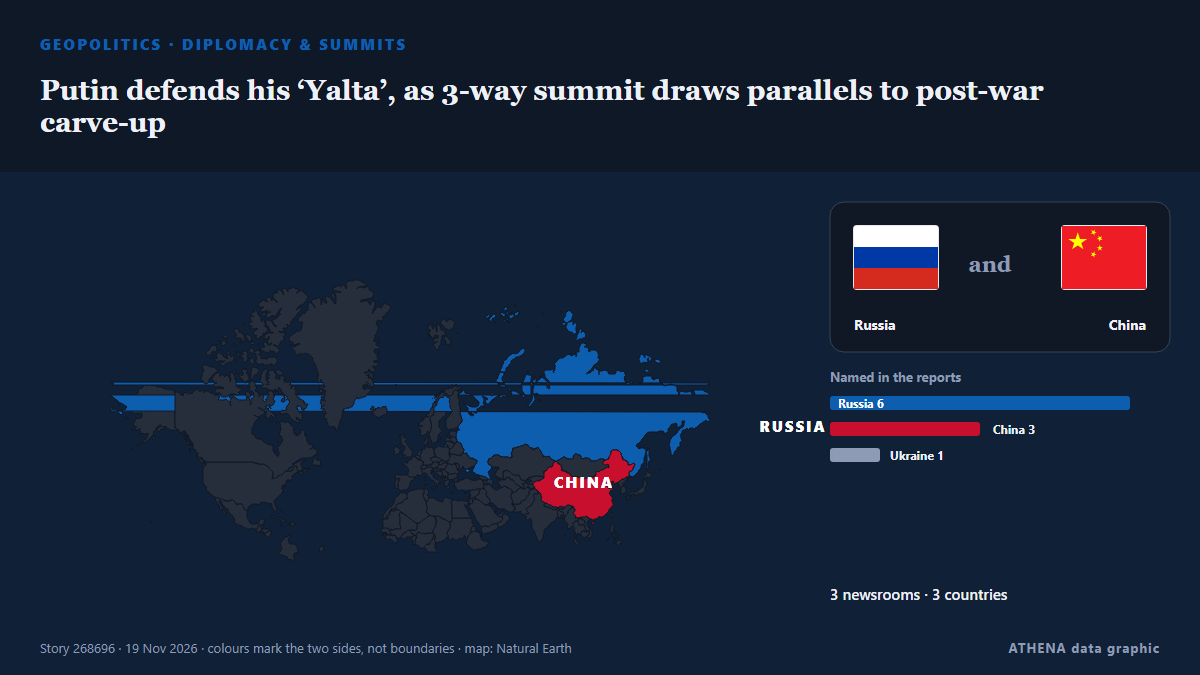 GEOPOLITICS · DIPLOMACY & SUMMITS
Putin defends his ‘Yalta’, as 3-way summit draws parallels to post-war
carve-up
and
Russia
China
Named in the reports
Russia 6
RUSSIA
China 3
Ukraine 1
CHINA
3 newsrooms · 3 countries
Story 268696 · 19 Nov 2026 · colours mark the two sides, not boundaries · map: Natural Earth
ATHENA data graphic